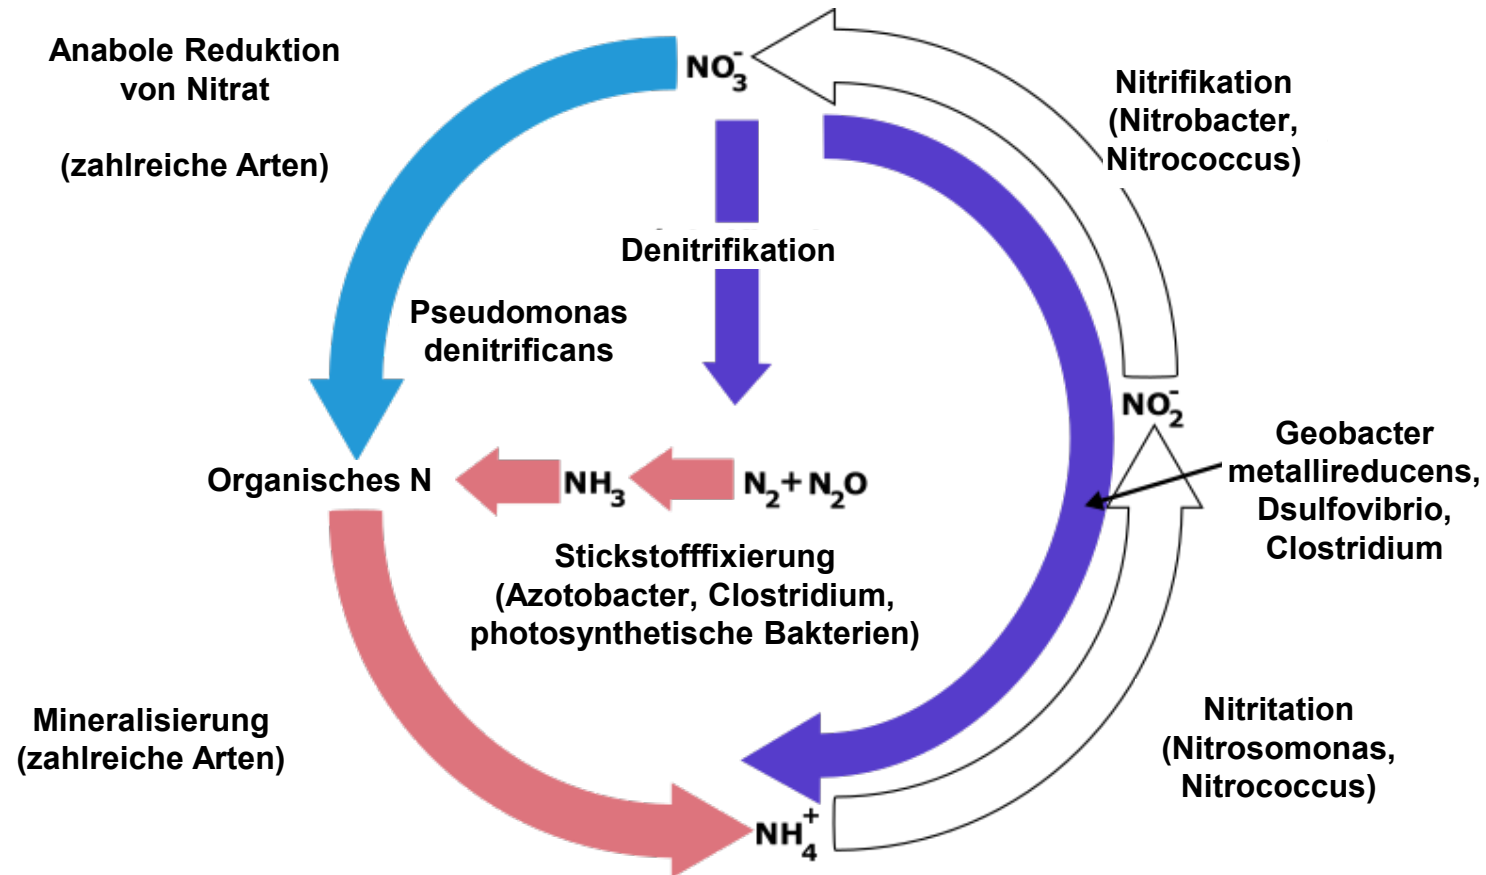 Anabole Reduktion
von Nitrat
(zahlreiche Arten)
NO₃⁻
Nitrifikation
(Nitrobacter,
Nitrococcus)
Denitrifikation
Pseudomonas
denitrificans
NO₂⁻
Geobacter
metallireducens,
Dsulfovibrio,
Clostridium
Organisches N
NH₃
N₂+N₂O
Stickstofffixierung
(Azotobacter, Clostridium,
photosynthetische Bakterien)
Mineralisierung
(zahlreiche Arten)
Nitritation
(Nitrosomonas,
Nitrococcus)
NH₄⁺